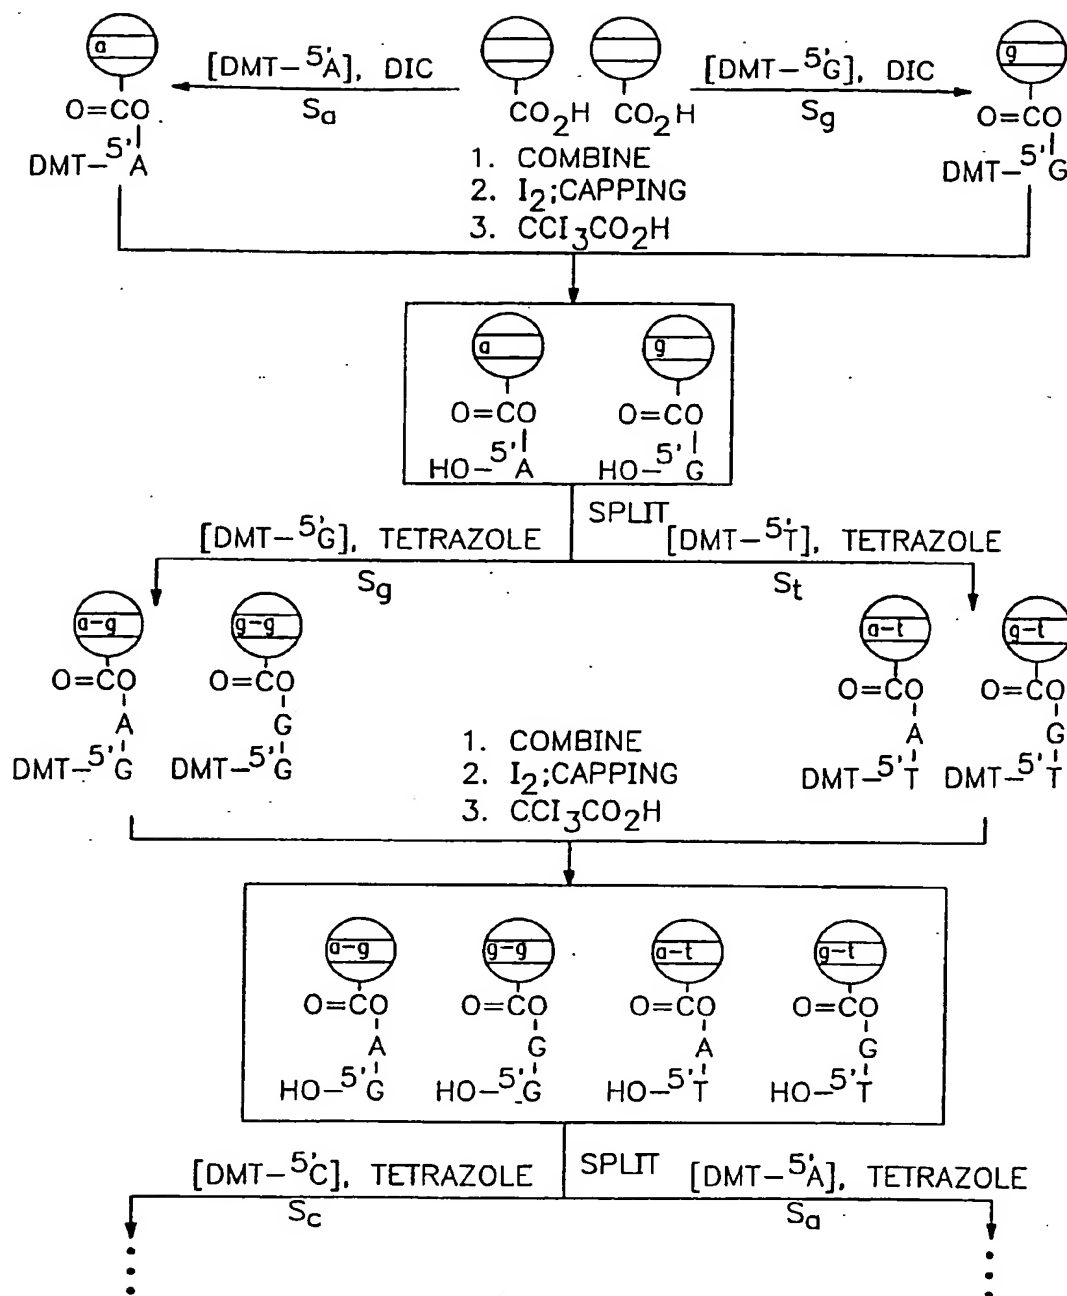 a
g
[DMT-5'A], DIC
[DMT-5'G], DIC
Sa
Sg
CO2H CO2H
O=CO
O=CO
DMT-5'A
DMT-5'G
1. COMBINE
2. I2;CAPPING
3. CCl3CO2H
a
g
O=CO
O=CO
HO-5'A
HO-5'G
SPLIT
[DMT-5'G], TETRAZOLE
[DMT-5'T], TETRAZOLE
Sg
St
a-g
g-g
a-t
g-t
O=CO
O=CO
O=CO
O=CO
A
G
A
G
DMT-5'G
DMT-5'G
DMT-5'T
DMT-5'T
1. COMBINE
2. I2;CAPPING
3. CCl3CO2H
a-g
g-g
a-t
g-t
O=CO
O=CO
O=CO
O=CO
A
G
A
G
HO-5'G
HO-5'G
HO-5'T
HO-5'T
SPLIT
[DMT-5'C], TETRAZOLE
[DMT-5'A], TETRAZOLE
Sc
Sa